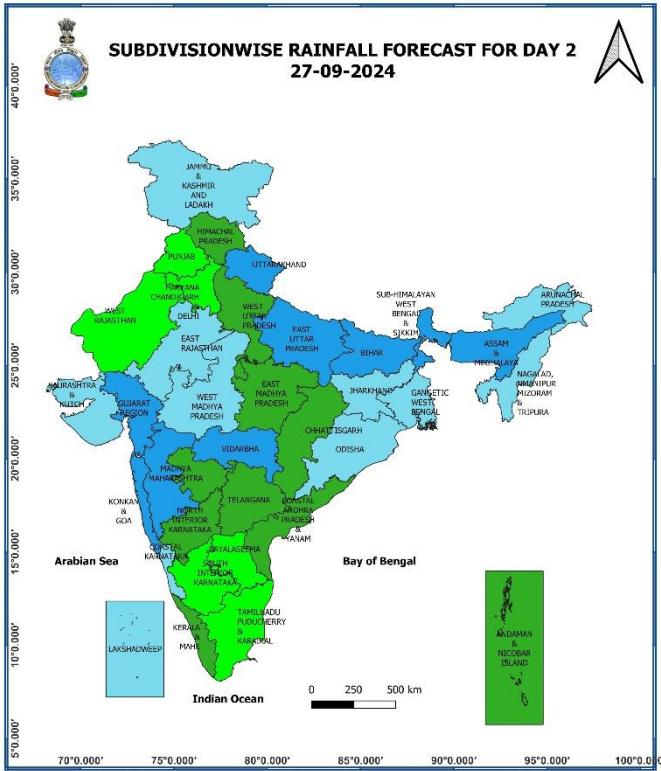 SUBDIVISIONWISE RAINFALL FORECAST FOR DAY 2
27-09-2024
40°0.000'
35°0.000'
30°0.000'
25°0.000'
20°0.000'
15°0.000'
10°0.000'
5°0.000'
JAMMU
&
KASHMIR
AND
LADAKH
HIMACHAL
PRADESH
PUNJAB
UTTARAKHAND
HARYANA
CHANDIGARH
DELHI
WEST
RAJASTHAN
WEST
UTTAR
PRADESH
SUB-HIMALAYAN
WEST
BENGAL
&
SIKKIM
ARUNACHAL
PRADESH
EAST
RAJASTHAN
EAST
UTTAR
PRADESH
BIHAR
ASSAM
&
MEGHALAYA
NAGALAD,
MANIPUR
MIZORAM
&
TRIPURA
SAURASHTRA
&
KUTCH
GUJARAT
REGION
WEST
MADHYA
PRADESH
EAST
MADHYA
PRADESH
JHARKHAND
GANGETIC
WEST
BENGAL
CHHATTISGARH
ODISHA
VIDARBHA
MADHYA
MAHARASHTRA
KONKAN
&
GOA
NORTH
INTERIOR
KARNATAKA
TELANGANA
COASTAL
ANDHRA
PRADESH
&
YANAM
COASTAL
KARNATAKA
RAYALASEEMA
SOUTH
INTERIOR
KARNATAKA
Arabian Sea
Bay of Bengal
TAMILNADU
PUDUCHERRY
&
KARAIKAL
KERALA
&
MAHE
LAKSHADWEEP
ANDAMAN
&
NICOBAR
ISLAND
Indian Ocean
0 250 500 km
70°0.000' 75°0.000' 80°0.000' 85°0.000' 90°0.000' 95°0.000' 100°0.000'